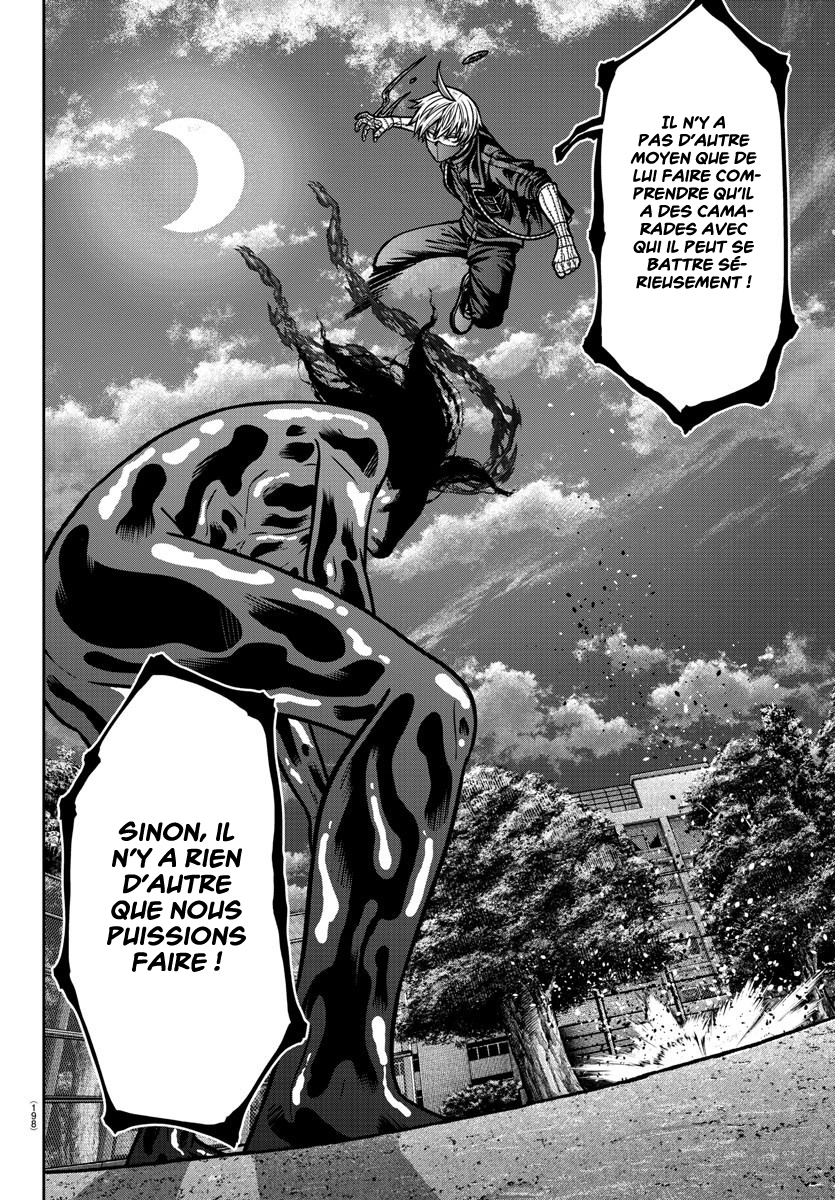 IL N'Y A
PAS D'AUTRE
MOYEN QUE DE
LUI FAIRE COM-
PRENDRE QU'IL
A DES CAMA-
RADES AVEC
QUI IL PEUT SE
BATTRE SÉ-
RIEUSEMENT !
SINON, IL
N'Y A RIEN
D'AUTRE
QUE NOUS
PUISSIONS
FAIRE !
(198)